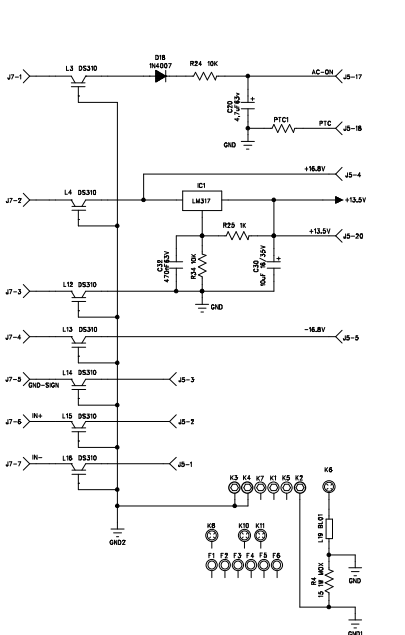 D18
1N4007
R24 10K
L3 DS310
AC-ON
J7-1
J5-17
C20
4,7uF63v
PTC1
PTC
J5-18
GND
+16.8V
J5-4
IC1
L4 DS310
LM317
J7-2
+13.5V
R25 1K
+13.5V
J5-20
C32
470nF63V
R34 10K
C30
10uF 16/35V
L12 DS310
J7-3
GND
L13 DS310
-16.8V
J7-4
J5-5
L14 DS310
J7-5
GND-SIGN
J5-3
IN+
L15 DS310
J7-6
J5-2
IN-
L16 DS310
J7-7
J5-1
K6
K3 K4 K7 K1 K5 K2
L19 BL01
K8 K10 K11
GND2
F1 F2 F3 F4 F5 F6
R4
15 1W MOX
GND
GND1